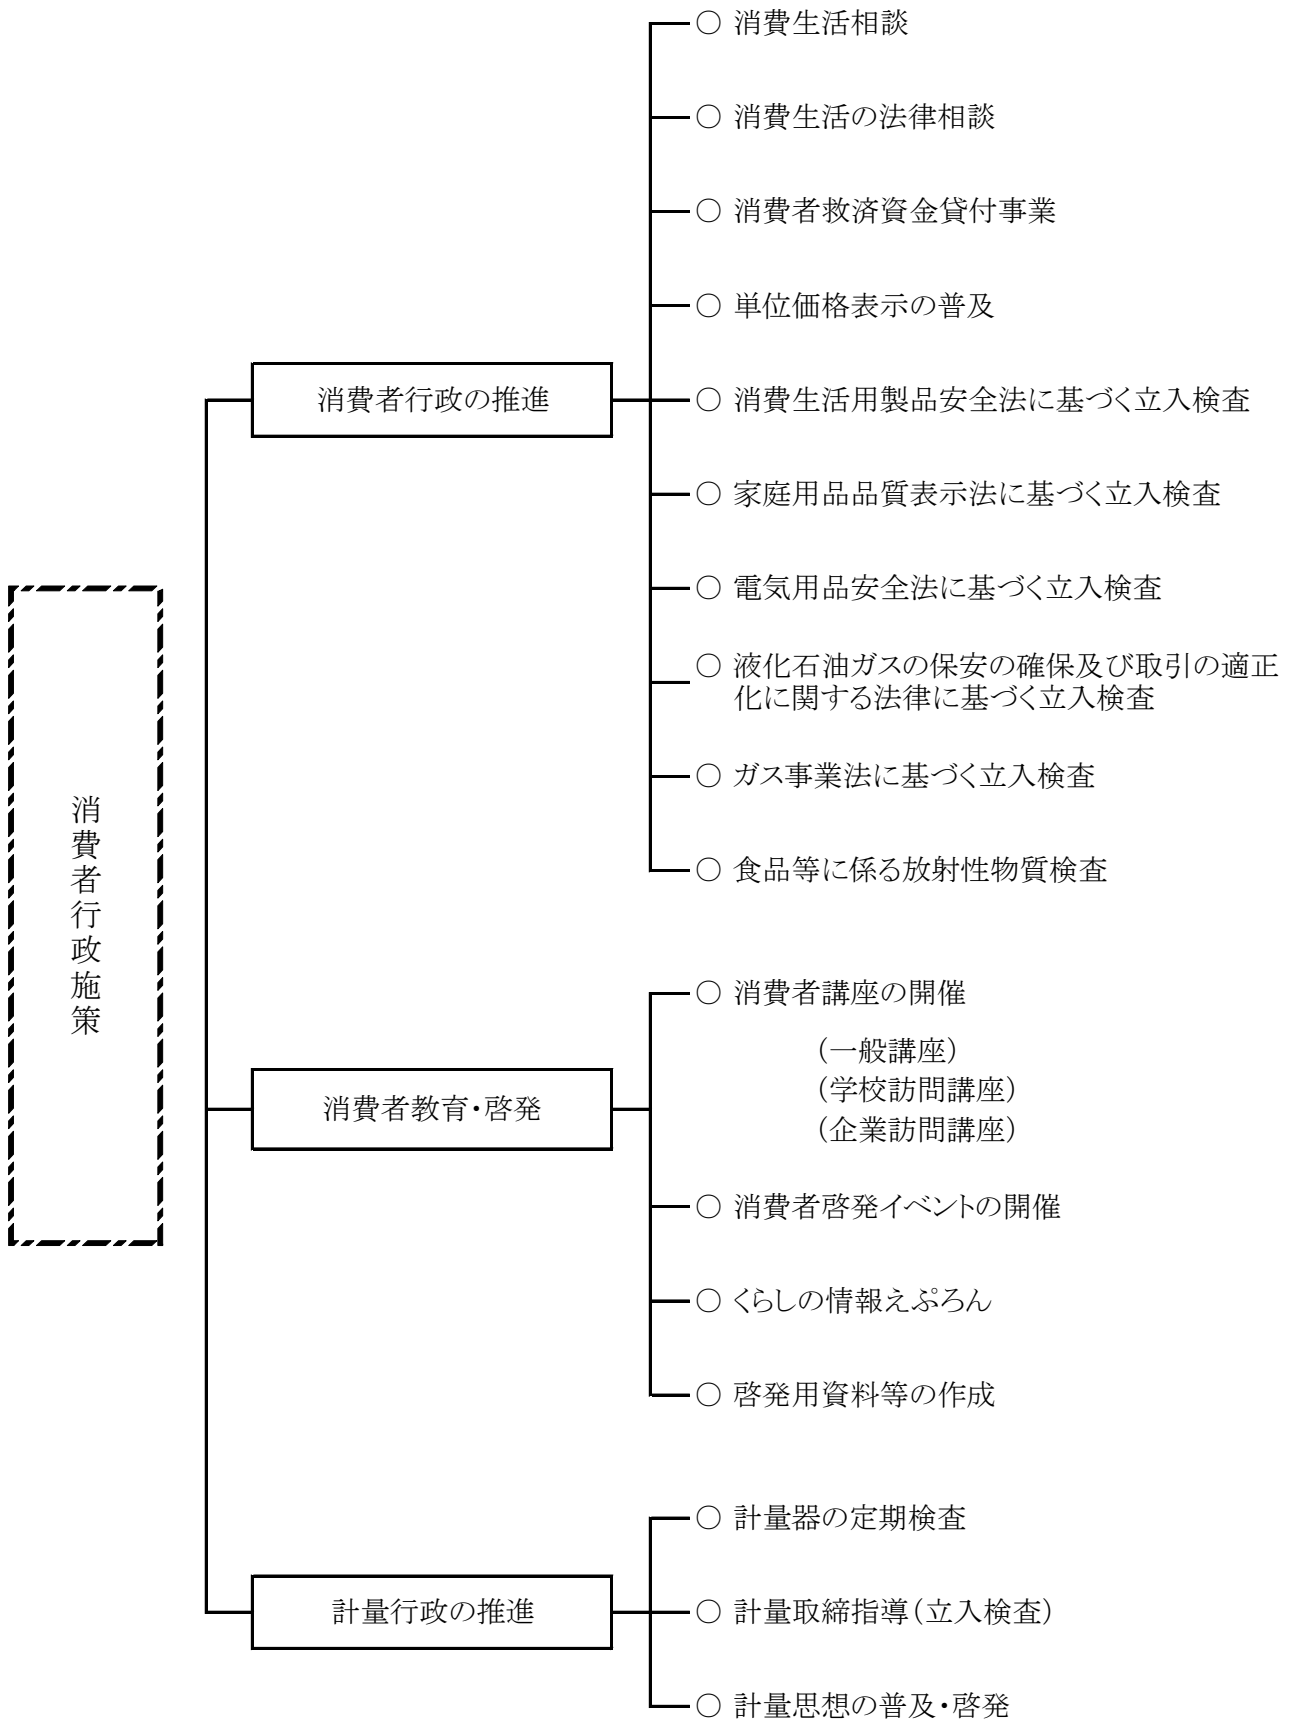 消費者行政施策
消費者行政の推進
○ 消費生活相談
○ 消費生活の法律相談
○ 消費者救済資金貸付事業
○ 単位価格表示の普及
○ 消費生活用製品安全法に基づく立入検査
○ 家庭用品品質表示法に基づく立入検査
○ 電気用品安全法に基づく立入検査
○ 液化石油ガスの保安の確保及び取引の適正
化に関する法律に基づく立入検査
○ ガス事業法に基づく立入検査
○ 食品等に係る放射性物質検査
消費者教育・啓発
○ 消費者講座の開催
（一般講座）
（学校訪問講座）
（企業訪問講座）
○ 消費者啓発イベントの開催
○ くらしの情報えぷろん
○ 啓発用資料等の作成
計量行政の推進
○ 計量器の定期検査
○ 計量取締指導（立入検査）
○ 計量思想の普及・啓発